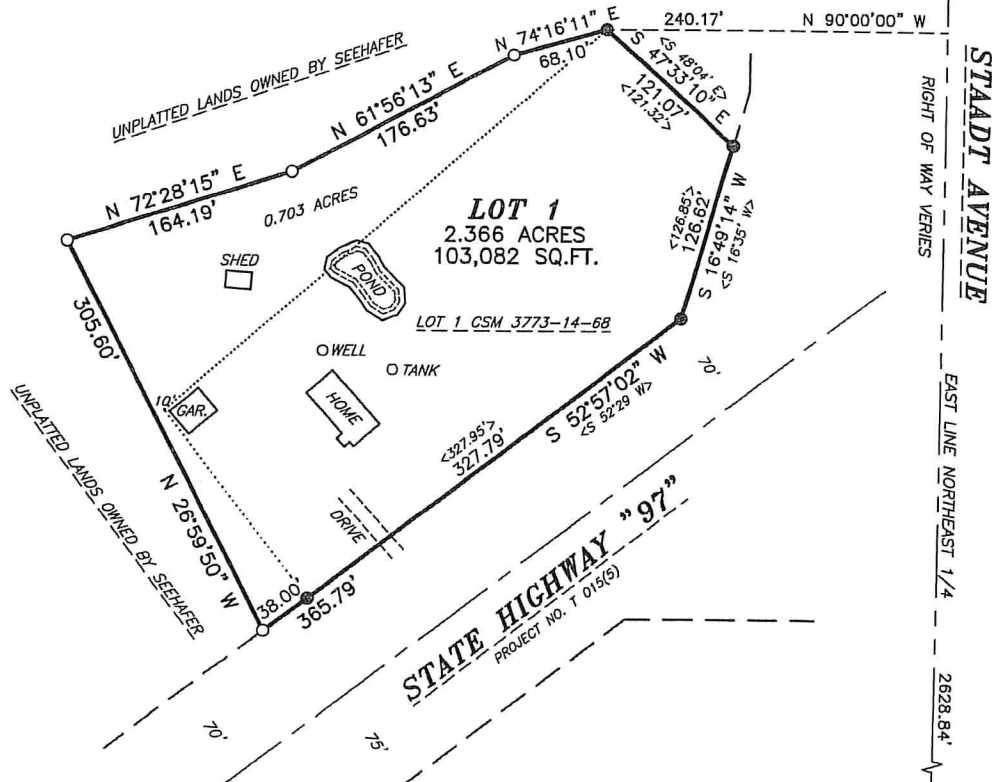 240.17'
N 90°00'00" W
N 74°16'11" E
68.10'
<S 48°04' E>
S 47°33'10" E
121.07'
<121.32'>
UNPLATTED LANDS OWNED BY SEEHAFER
N 61°56'13" E
176.63'
N 72°28'15" E
164.19'
0.703 ACRES
LOT 1
2.366 ACRES
103,082 SQ.FT.
<126.85'>
126.62'
S 16°49'14" W
<S 16°35' W>
STAADT AVENUE
RIGHT OF WAY VERIES
SHED
POND
LOT 1 CSM 3773-14-68
305.60'
WELL
TANK
10'
GAR.
HOME
70'
S 52°57'02" W
<S 52°29 W>
<327.95'>
327.79'
EAST LINE NORTHEAST 1/4
UNPLATTED LANDS OWNED BY SEEHAFER
N 26°59'50" W
DRIVE
38.00'
365.79'
STATE HIGHWAY "97"
PROJECT NO. T 015(5)
2628.84'
70'
75'